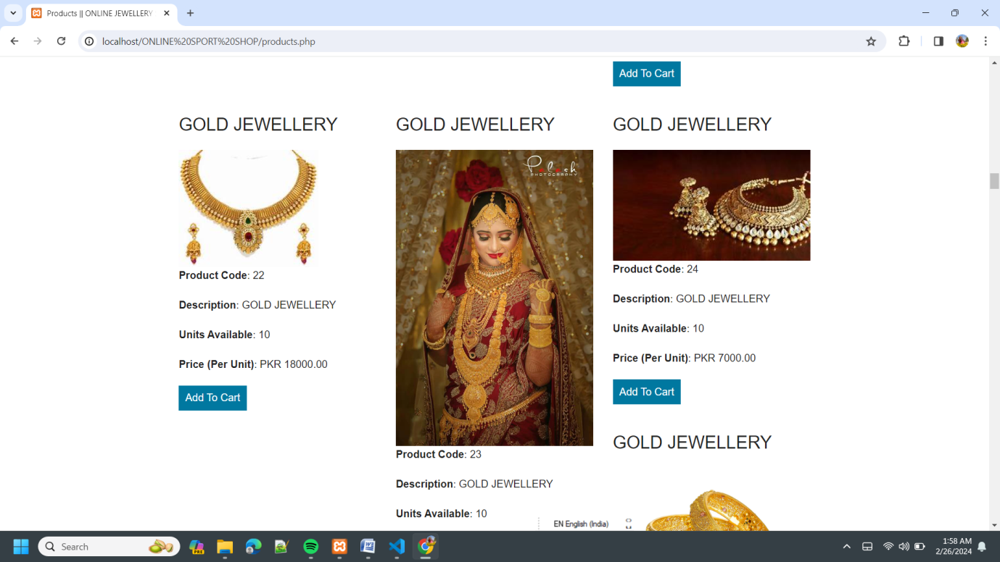 Products || ONLINE JEWELLERY
localhost/ONLINE%20SPORT%20SHOP/products.php
Add To Cart
GOLD JEWELLERY
Product Code: 22
Description: GOLD JEWELLERY
Units Available: 10
Price (Per Unit): PKR 18000.00
Add To Cart
GOLD JEWELLERY
Palash
PHOTOGRAPHY
Product Code: 23
Description: GOLD JEWELLERY
Units Available: 10
GOLD JEWELLERY
Product Code: 24
Description: GOLD JEWELLERY
Units Available: 10
Price (Per Unit): PKR 7000.00
Add To Cart
GOLD JEWELLERY
EN English (India)
Search
PRE
1:58 AM
2/26/2024